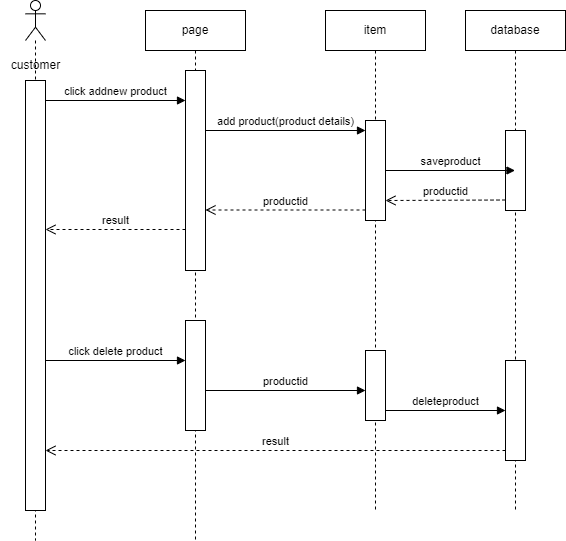 page
item
database
customer
click addnew product
add product(product details)
saveproduct
productid
productid
result
click delete product
productid
deleteproduct
result